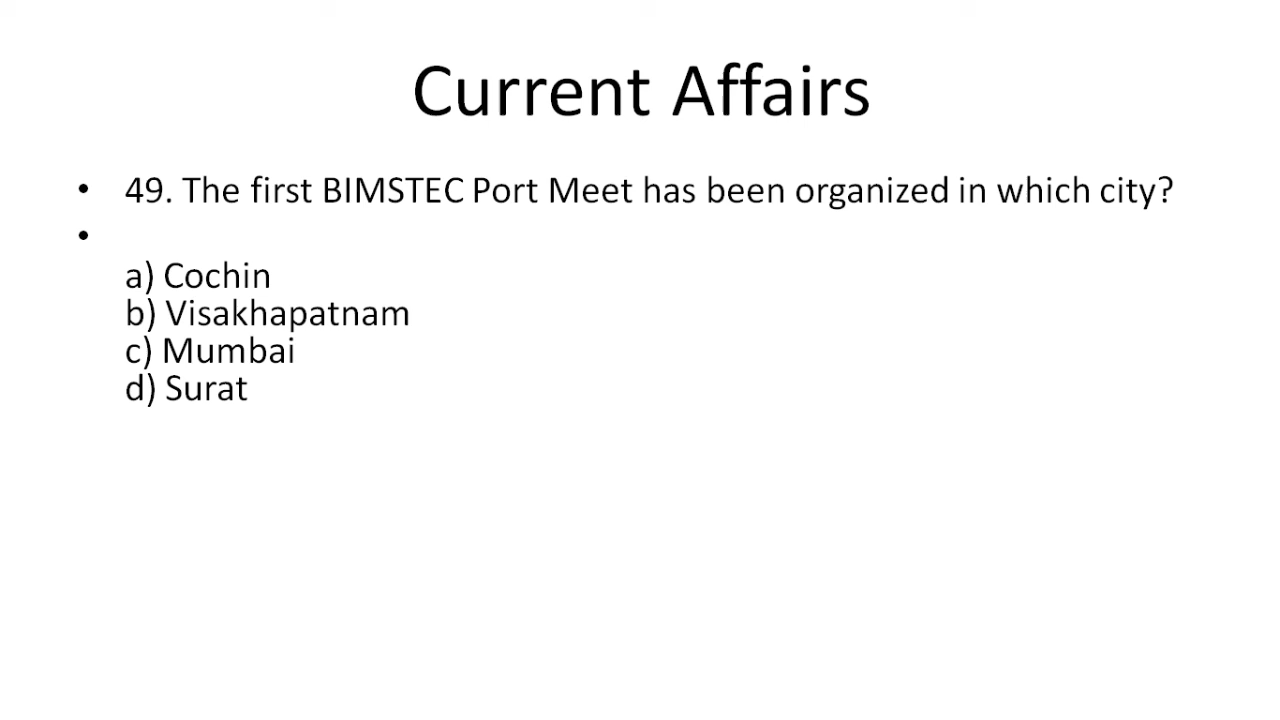 Current Affairs
• 49. The first BIMSTEC Port Meet has been organized in which city?
•
a) Cochin
b) Visakhapatnam
c) Mumbai
d) Surat